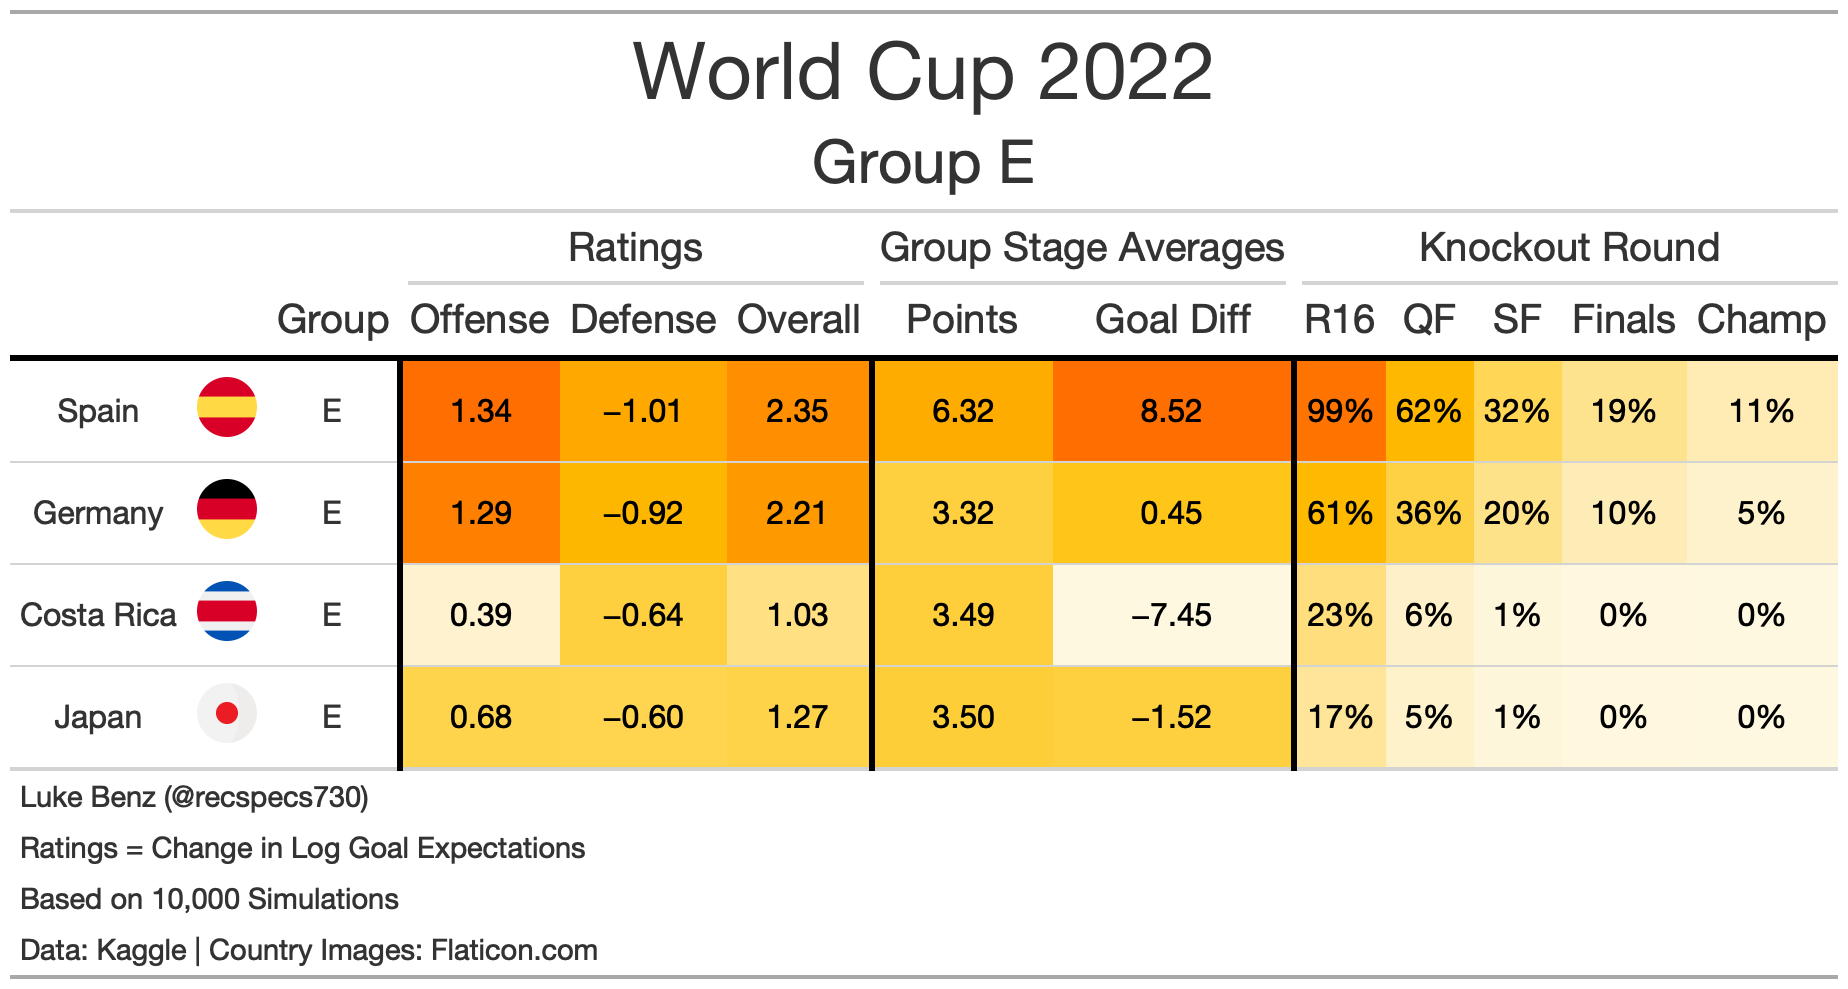 World Cup 2022
Group E
Ratings Group Stage Averages Knockout Round
Group Offense Defense Overall Points Goal Diff R16 QF SF Finals Champ
Spain E 1.34 −1.01 2.35 6.32 8.52 99% 62% 32% 19% 11%
Germany E 1.29 −0.92 2.21 3.32 0.45 61% 36% 20% 10% 5%
Costa Rica E 0.39 −0.64 1.03 3.49 −7.45 23% 6% 1% 0% 0%
Japan E 0.68 −0.60 1.27 3.50 −1.52 17% 5% 1% 0% 0%
Luke Benz (@recspecs730)
Ratings = Change in Log Goal Expectations
Based on 10,000 Simulations
Data: Kaggle | Country Images: Flaticon.com